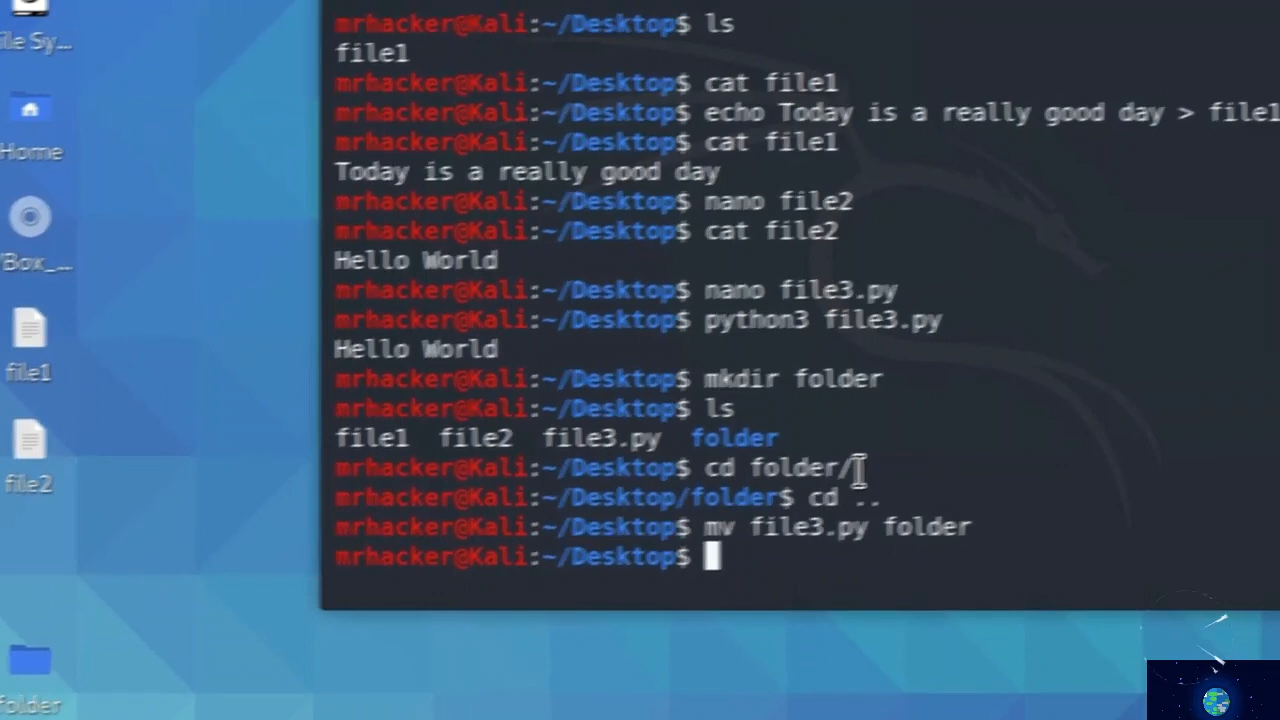 mrhacker@Kali:~/Desktop$ ls
file1
mrhacker@Kali:~/Desktop$ cat file1
mrhacker@Kali:~/Desktop$ echo Today is a really good day > file1
mrhacker@Kali:~/Desktop$ cat file1
Today is a really good day
mrhacker@Kali:~/Desktop$ nano file2
mrhacker@Kali:~/Desktop$ cat file2
Hello World
mrhacker@Kali:~/Desktop$ nano file3.py
mrhacker@Kali:~/Desktop$ python3 file3.py
Hello World
mrhacker@Kali:~/Desktop$ mkdir folder
mrhacker@Kali:~/Desktop$ ls
file1 file2 file3.py folder
mrhacker@Kali:~/Desktop$ cd folder/
mrhacker@Kali:~/Desktop/folder$ cd ..
mrhacker@Kali:~/Desktop$ mv file3.py folder
mrhacker@Kali:~/Desktop$
ile Sy...
Home
Box_...
file1
file2
folder